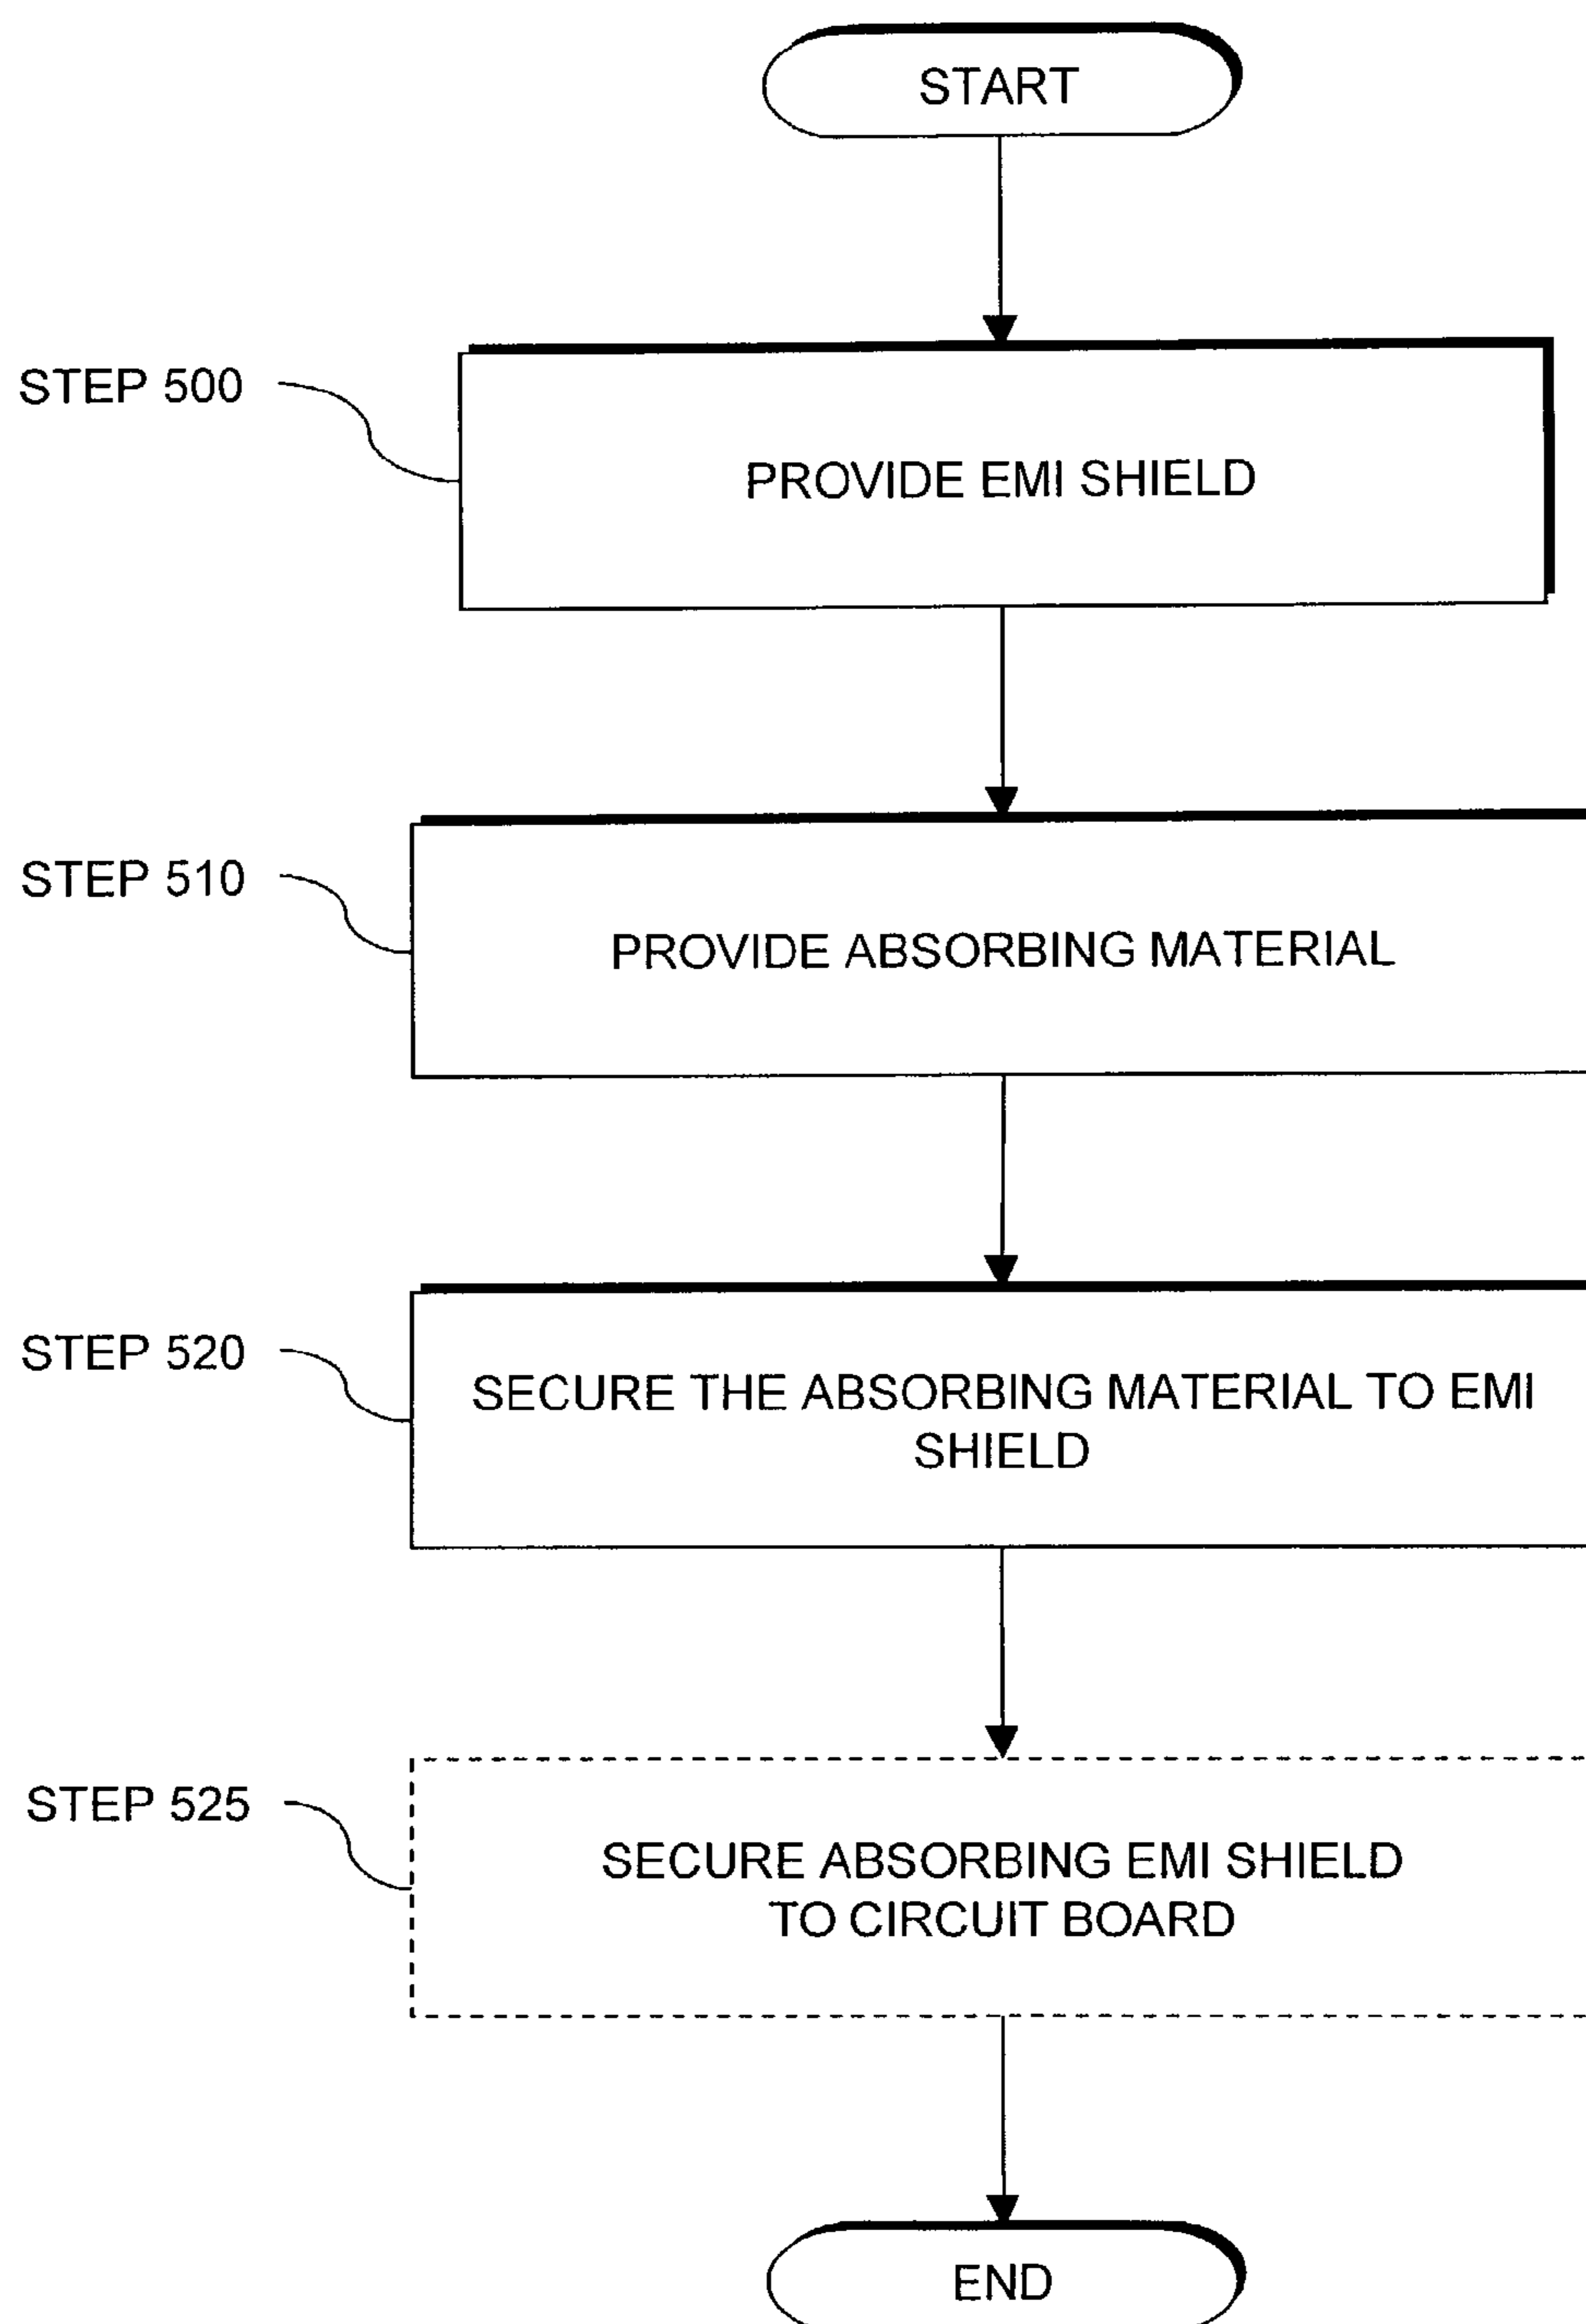 START
STEP 500
PROVIDE EMI SHIELD
STEP 510
PROVIDE ABSORBING MATERIAL
STEP 520
SECURE THE ABSORBING MATERIAL TO EMI
SHIELD
STEP 525
SECURE ABSORBING EMI SHIELD
TO CIRCUIT BOARD
END